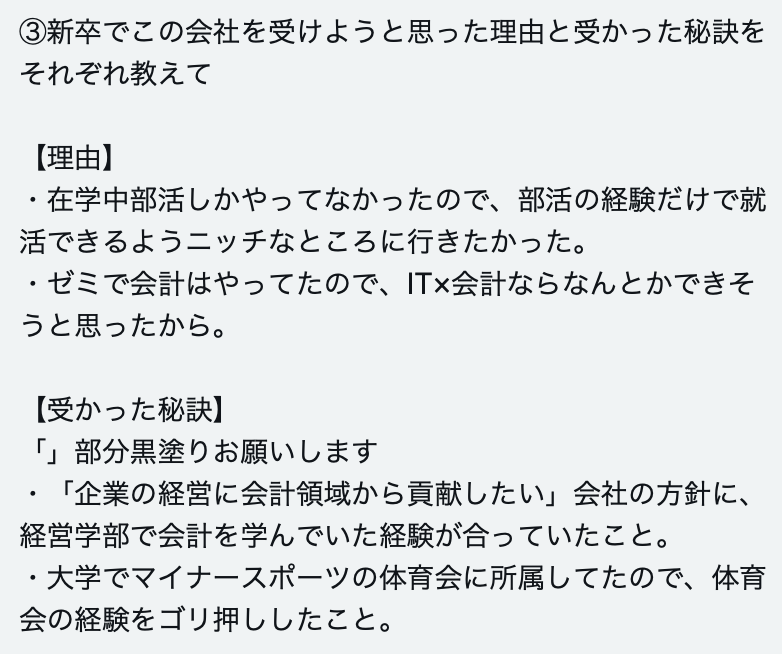 ③新卒でこの会社を受けようと思った理由と受かった秘訣を
それぞれ教えて
【理由】
・在学中部活しかやってなかったので、部活の経験だけで就
活できるようニッチなところに行きたかった。
・ゼミで会計はやってたので、IT×会計ならなんとかできそ
うと思ったから。
【受かった秘訣】
「」部分黒塗りお願いします
・「企業の経営に会計領域から貢献したい」会社の方針に、
経営学部で会計を学んでいた経験が合っていたこと。
・大学でマイナースポーツの体育会に所属してたので、体育
会の経験をゴリ押ししたこと。